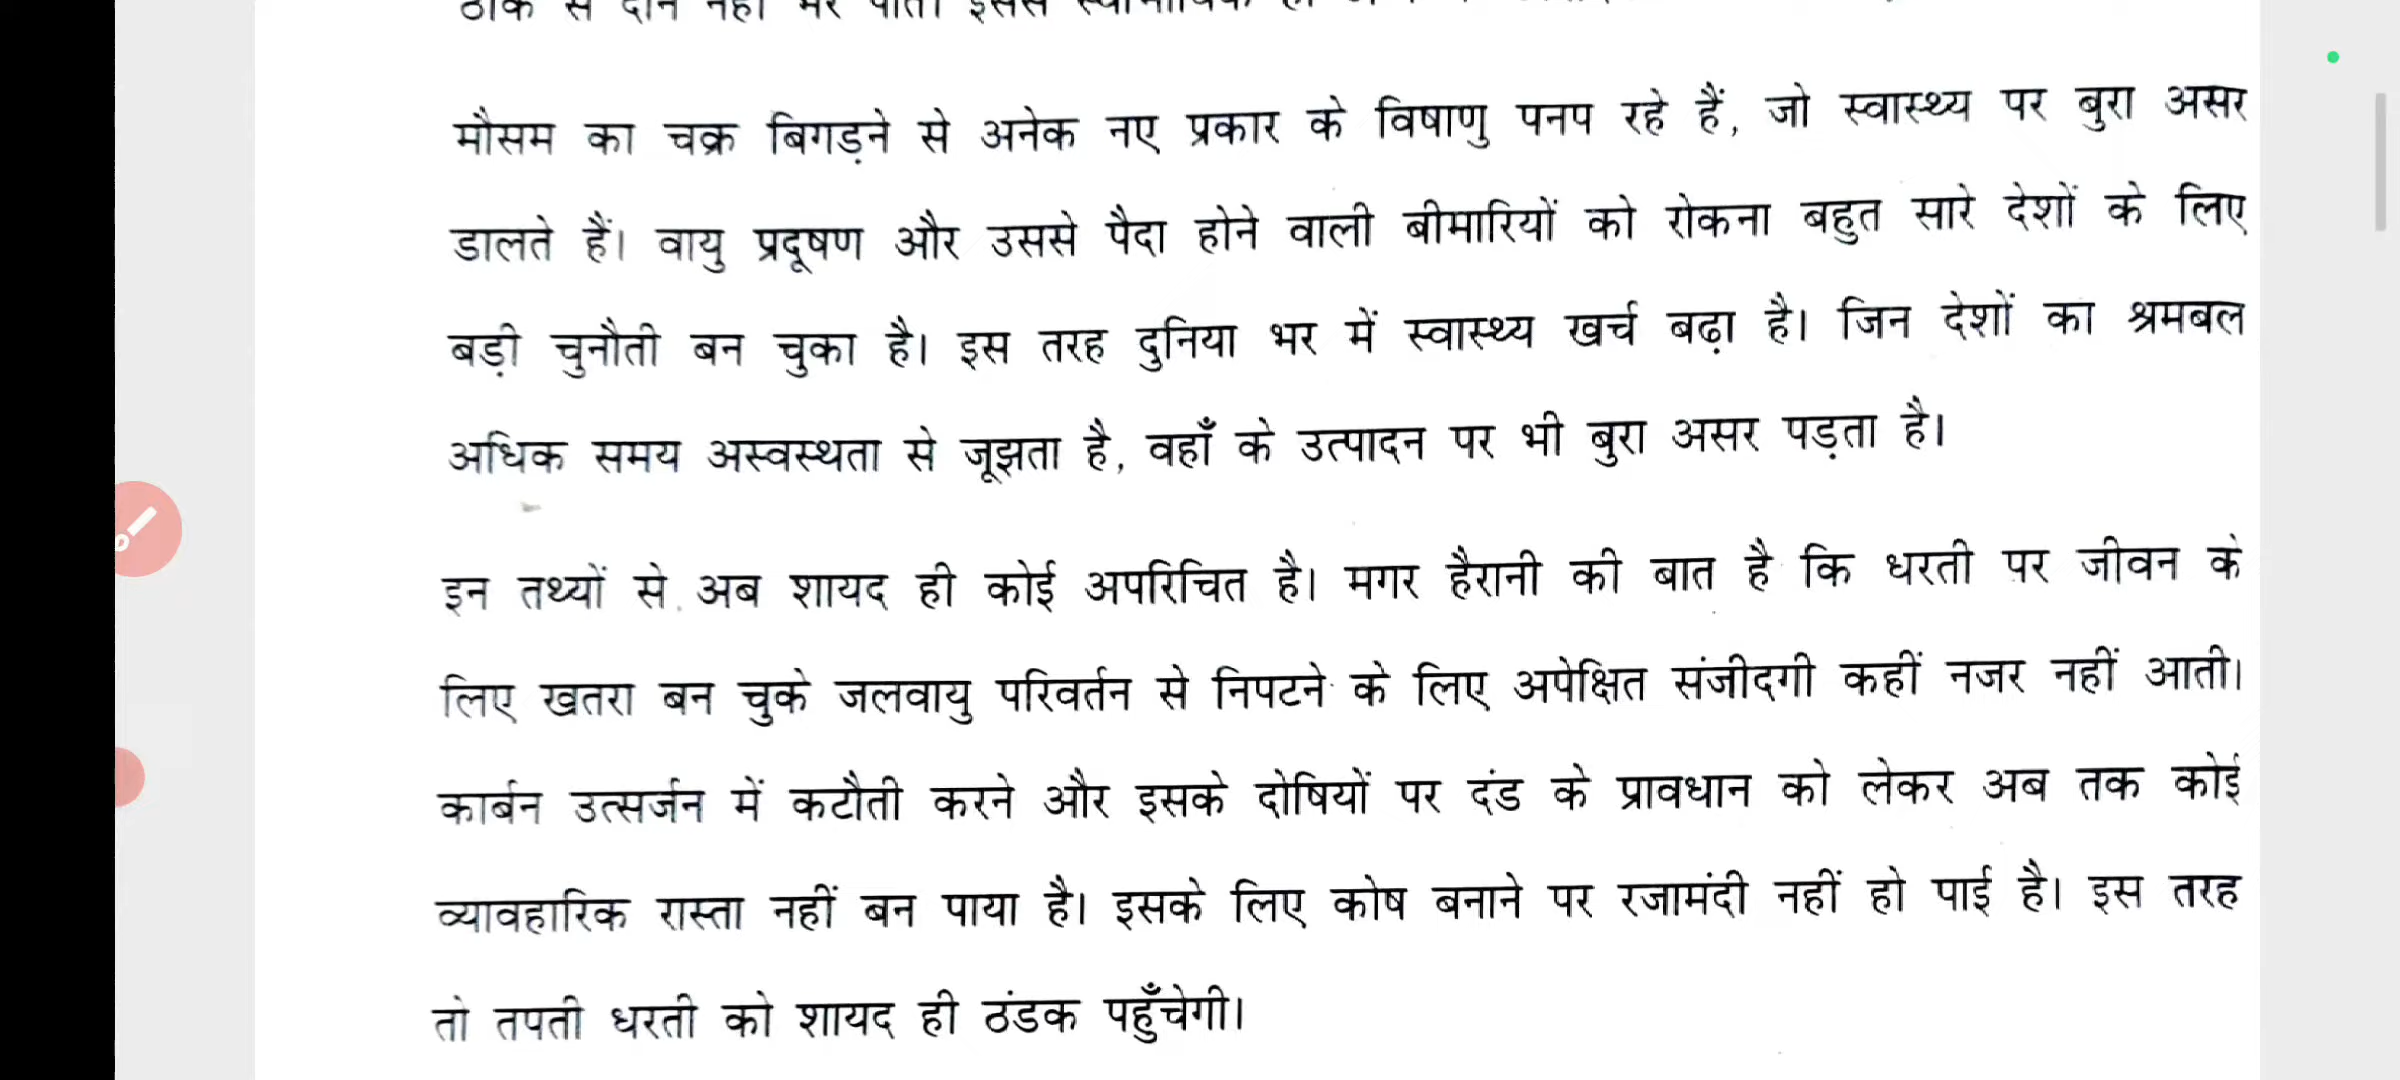 मौसम का चक्र बिगड़ने से अनेक नए प्रकार के विषाणु पनप रहे हैं, जो स्वास्थ्य पर बुरा असर
डालते हैं। वायु प्रदूषण और उससे पैदा होने वाली बीमारियों को रोकना बहुत सारे देशों के लिए
बड़ी चुनौती बन चुका है। इस तरह दुनिया भर में स्वास्थ्य खर्च बढ़ा है। जिन देशों का श्रमबल
अधिक समय अस्वस्थता से जूझता है, वहाँ के उत्पादन पर भी बुरा असर पड़ता है।
इन तथ्यों से अब शायद ही कोई अपरिचित है। मगर हैरानी की बात है कि धरती पर जीवन के
लिए खतरा बन चुके जलवायु परिवर्तन से निपटने के लिए अपेक्षित संजीदगी कहीं नजर नहीं आती।
कार्बन उत्सर्जन में कटौती करने और इसके दोषियों पर दंड के प्रावधान को लेकर अब तक कोई
व्यावहारिक रास्ता नहीं बन पाया है। इसके लिए कोष बनाने पर रजामंदी नहीं हो पाई है। इस तरह
तो तपती धरती को शायद ही ठंडक पहुँचेगी।